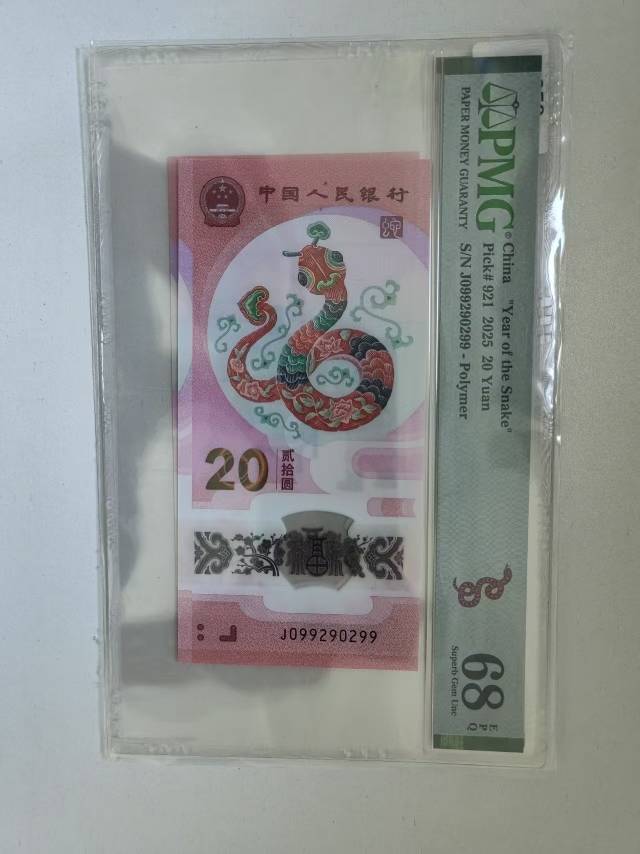 中国人民银行
20
贰拾圆
J099290299
PMG
PAPER MONEY GUARANTY
China "Year of the Snake"
Pick# 921 2025 20 Yuan
S/N J099290299 - Polymer
68 EPQ
Superb Gem Unc